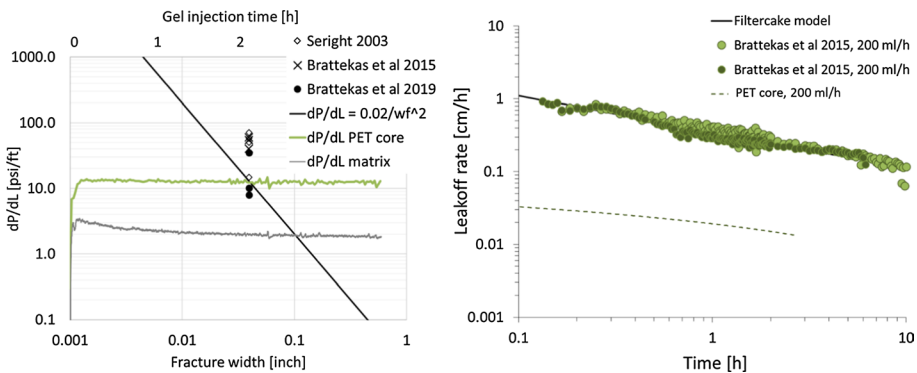 Gel injection time [h]
0 1 2
Seright 2003
Brattekas et al 2015
Brattekas et al 2019
dP/dL = 0.02/wf^2
dP/dL PET core
dP/dL matrix
1000.0
100.0
10.0
1.0
0.1
dP/dL [psi/ft]
0.001 0.01 0.1 1
Fracture width [inch]
Filtercake model
Brattekas et al 2015, 200 ml/h
Brattekas et al 2015, 200 ml/h
PET core, 200 ml/h
10
1
0.1
0.01
0.001
Leakoff rate [cm/h]
0.1 1 10
Time [h]